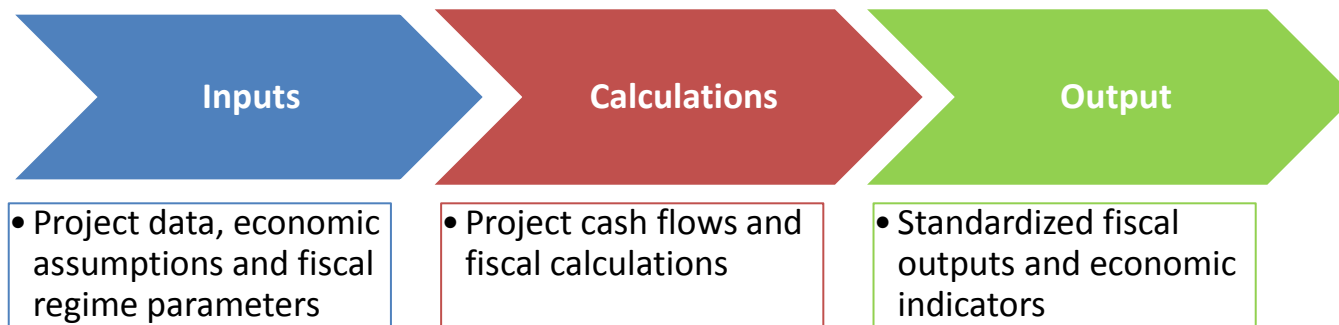 Inputs
Calculations
Output
• Project data, economic
assumptions and fiscal
regime parameters
• Project cash flows and
fiscal calculations
• Standardized fiscal
outputs and economic
indicators